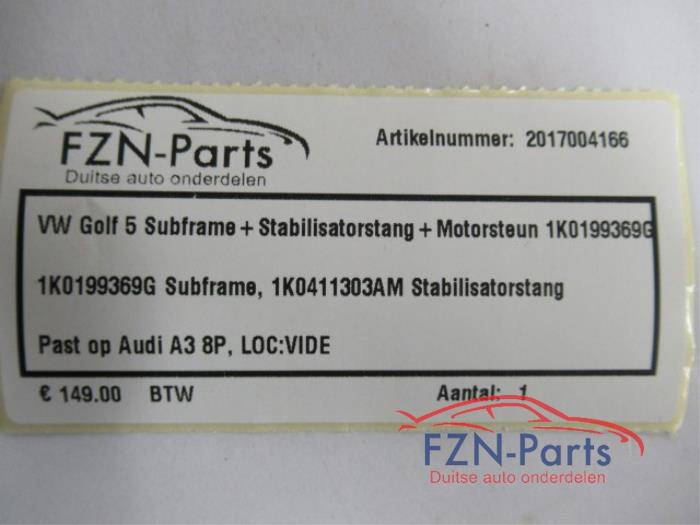 FZN-Parts
Duitse auto onderdelen
Artikelnummer: 2017004166
VW Golf 5 Subframe + Stabilisatorstang + Motorsteun 1K0199369G
1K0199369G Subframe, 1K0411303AM Stabilisatorstang
Past op Audi A3 8P, LOC:VIDE
€ 149.00 BTW Aantal: 1
FZN-Parts
Duitse auto onderdelen